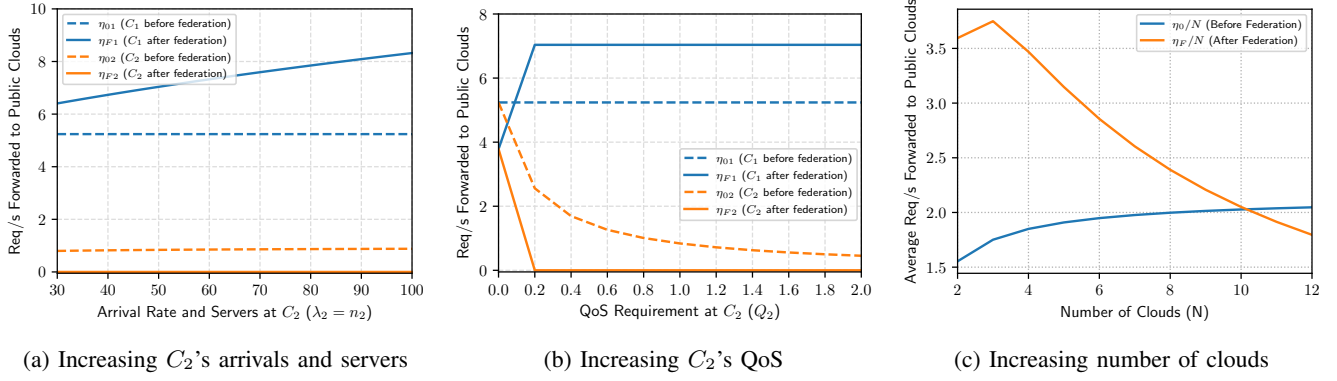 Req/s Forwarded to Public Clouds
10
8
6
4
2
0
η01 (C1 before federation)
ηF1 (C1 after federation)
η02 (C2 before federation)
ηF2 (C2 after federation)
30 40 50 60 70 80 90 100
Arrival Rate and Servers at C2 (λ2 = n2)
(a) Increasing C2's arrivals and servers
Req/s Forwarded to Public Clouds
8
6
4
2
0
η01 (C1 before federation)
ηF1 (C1 after federation)
η02 (C2 before federation)
ηF2 (C2 after federation)
0.0 0.2 0.4 0.6 0.8 1.0 1.2 1.4 1.6 1.8 2.0
QoS Requirement at C2 (Q2)
(b) Increasing C2's QoS
Average Req/s Forwarded to Public Clouds
3.5
3.0
2.5
2.0
1.5
η0/N (Before Federation)
ηF/N (After Federation)
2 4 6 8 10 12
Number of Clouds (N)
(c) Increasing number of clouds